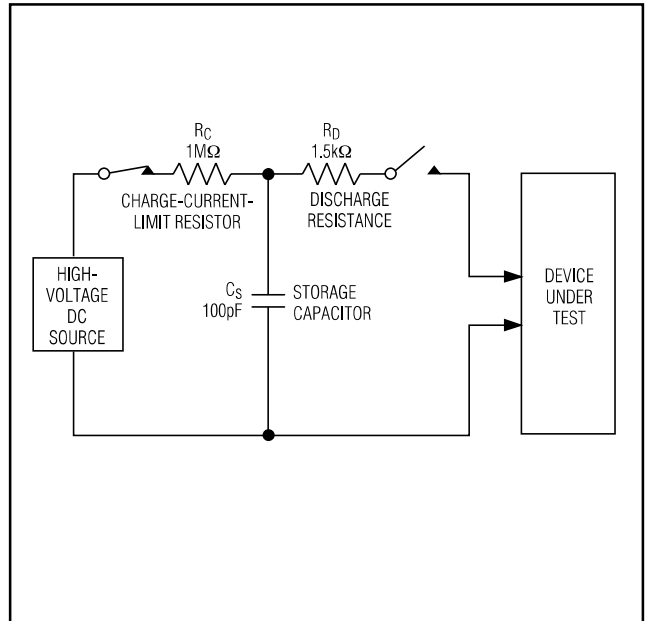 RC
1MΩ
CHARGE-CURRENT-
LIMIT RESISTOR
RD
1.5kΩ
DISCHARGE
RESISTANCE
HIGH-
VOLTAGE
DC
SOURCE
CS
100pF
STORAGE
CAPACITOR
DEVICE
UNDER
TEST